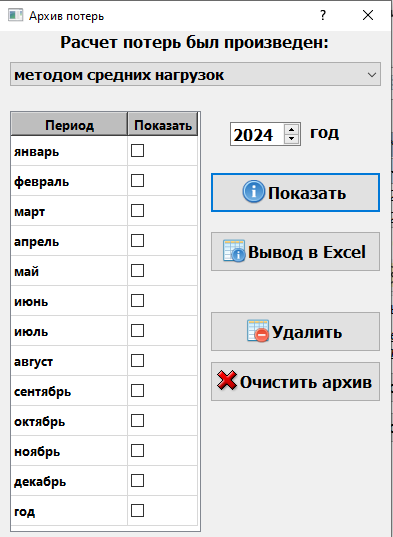 Архив потерь
Расчет потерь был произведен:
методом средних нагрузок
Период Показать
январь
февраль
март
апрель
май
июнь
июль
август
сентябрь
октябрь
ноябрь
декабрь
год
2024 год
Показать
Вывод в Excel
Удалить
Очистить архив